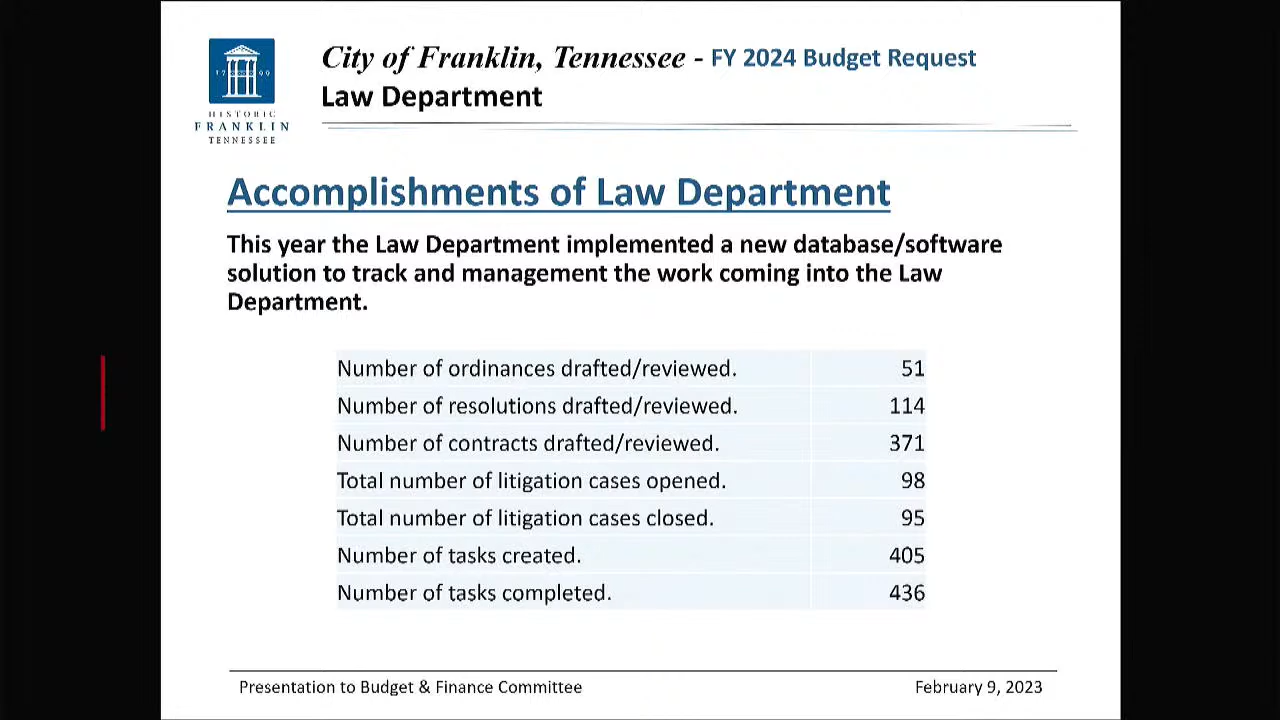 City of Franklin, Tennessee - FY 2024 Budget Request
Law Department
17 99
HISTORIC
FRANKLIN
TENNESSEE
Accomplishments of Law Department
This year the Law Department implemented a new database/software
solution to track and management the work coming into the Law
Department.
Number of ordinances drafted/reviewed. 51
Number of resolutions drafted/reviewed. 114
Number of contracts drafted/reviewed. 371
Total number of litigation cases opened. 98
Total number of litigation cases closed. 95
Number of tasks created. 405
Number of tasks completed. 436
Presentation to Budget & Finance Committee February 9, 2023